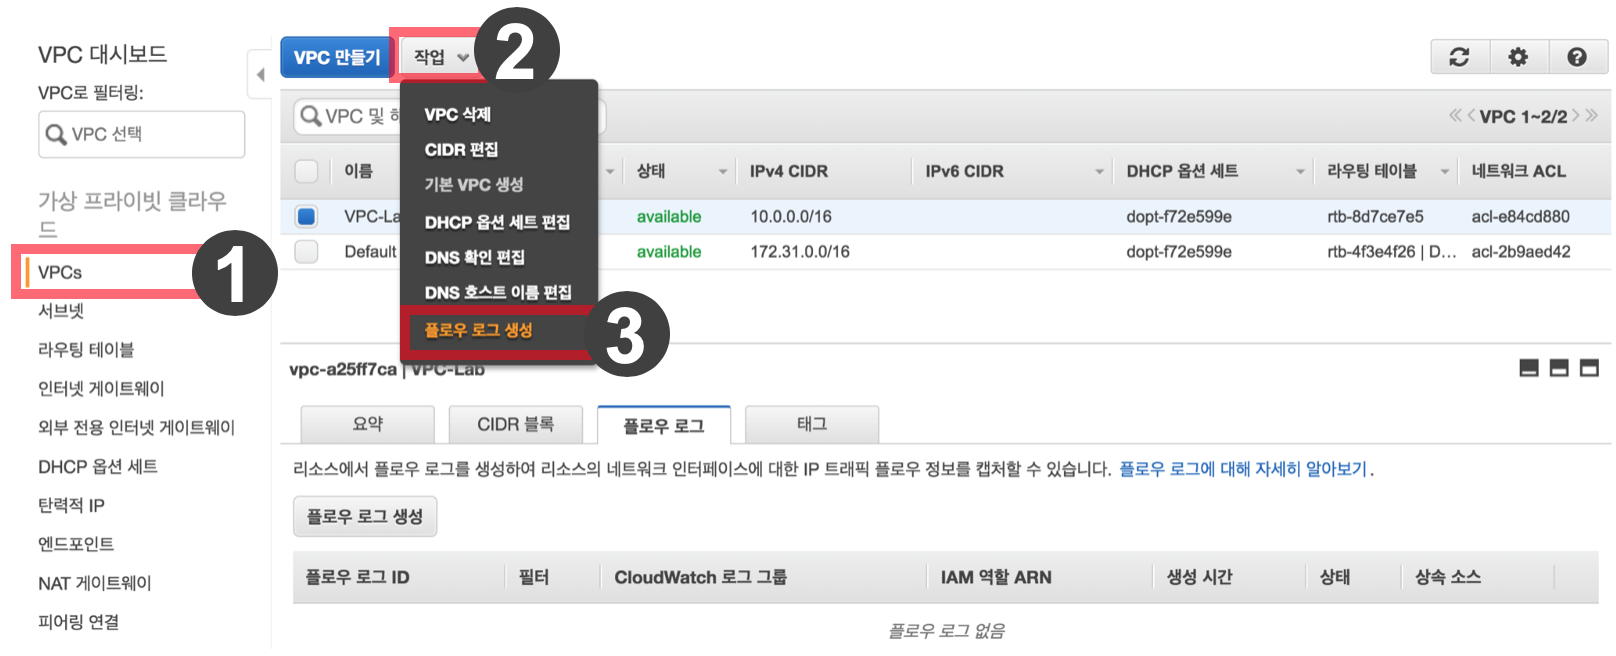 VPC 대시보드
VPC로 필터링:
VPC 선택
가상 프라이빗 클라우
드
VPCs
1
서브넷
라우팅 테이블
인터넷 게이트웨이
외부 전용 인터넷 게이트웨이
DHCP 옵션 세트
탄력적 IP
엔드포인트
NAT 게이트웨이
피어링 연결
VPC 만들기
작업
2
VPC 및
VPC 1~2/2
VPC 삭제
CIDR 편집
기본 VPC 생성
DHCP 옵션 세트 편집
DNS 확인 편집
DNS 호스트 이름 편집
플로우 로그 생성
3
이름 상태 IPv4 CIDR IPv6 CIDR DHCP 옵션 세트 라우팅 테이블 네트워크 ACL
VPC-La available 10.0.0.0/16 dopt-f72e599e rtb-8d7ce7e5 acl-e84cd880
Default available 172.31.0.0/16 dopt-f72e599e rtb-4f3e4f26 | D... acl-2b9aed42
vpc-a25ff7ca | VPC-Lab
요약 CIDR 블록 플로우 로그 태그
리소스에서 플로우 로그를 생성하여 리소스의 네트워크 인터페이스에 대한 IP 트래픽 플로우 정보를 캡처할 수 있습니다. 플로우 로그에 대해 자세히 알아보기.
플로우 로그 생성
플로우 로그 ID 필터 CloudWatch 로그 그룹 IAM 역할 ARN 생성 시간 상태 상속 소스
플로우 로그 없음